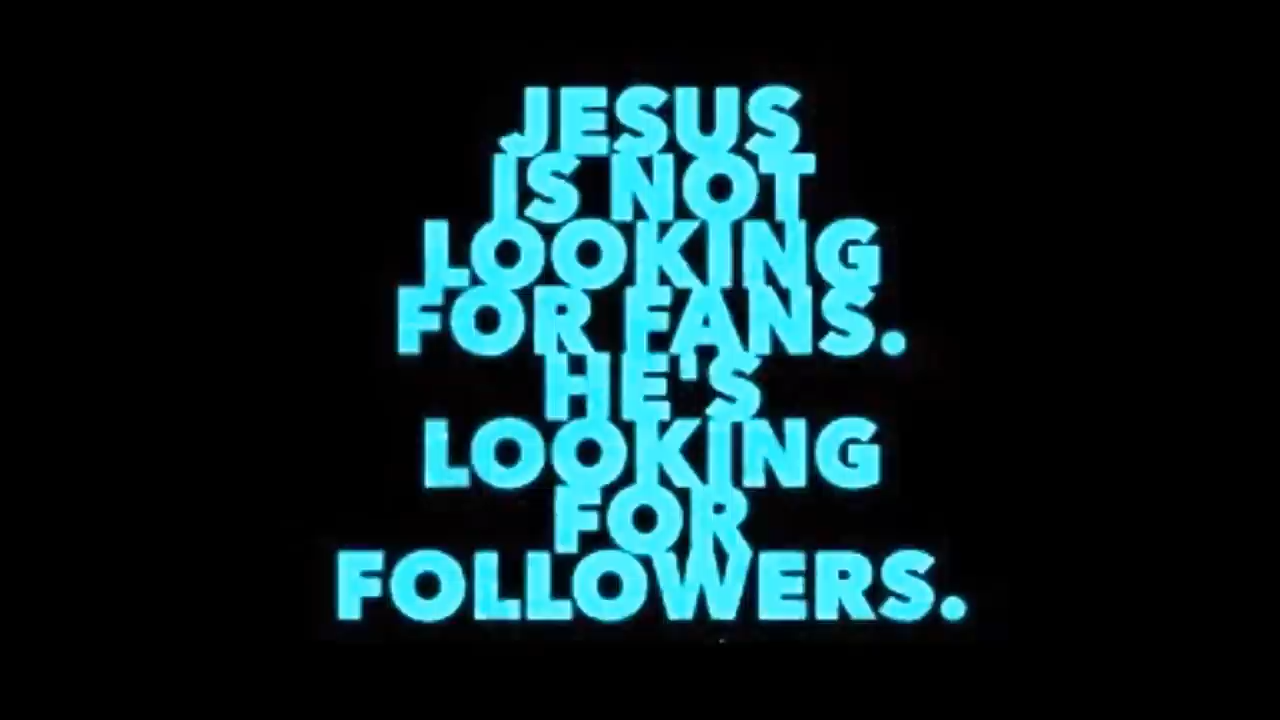 JESUS
IS NOT
LOOKING
FOR FANS.
HE'S
LOOKING
FOR
FOLLOWERS.